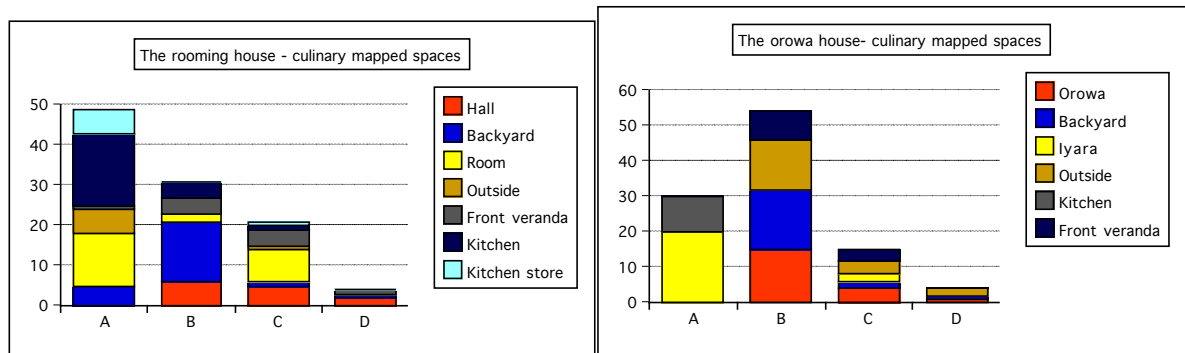 The rooming house - culinary mapped spaces
50
40
30
20
10
0
A B C D
Hall
Backyard
Room
Outside
Front veranda
Kitchen
Kitchen store
The orowa house- culinary mapped spaces
60
50
40
30
20
10
0
A B C D
Orowa
Backyard
Iyara
Outside
Kitchen
Front veranda